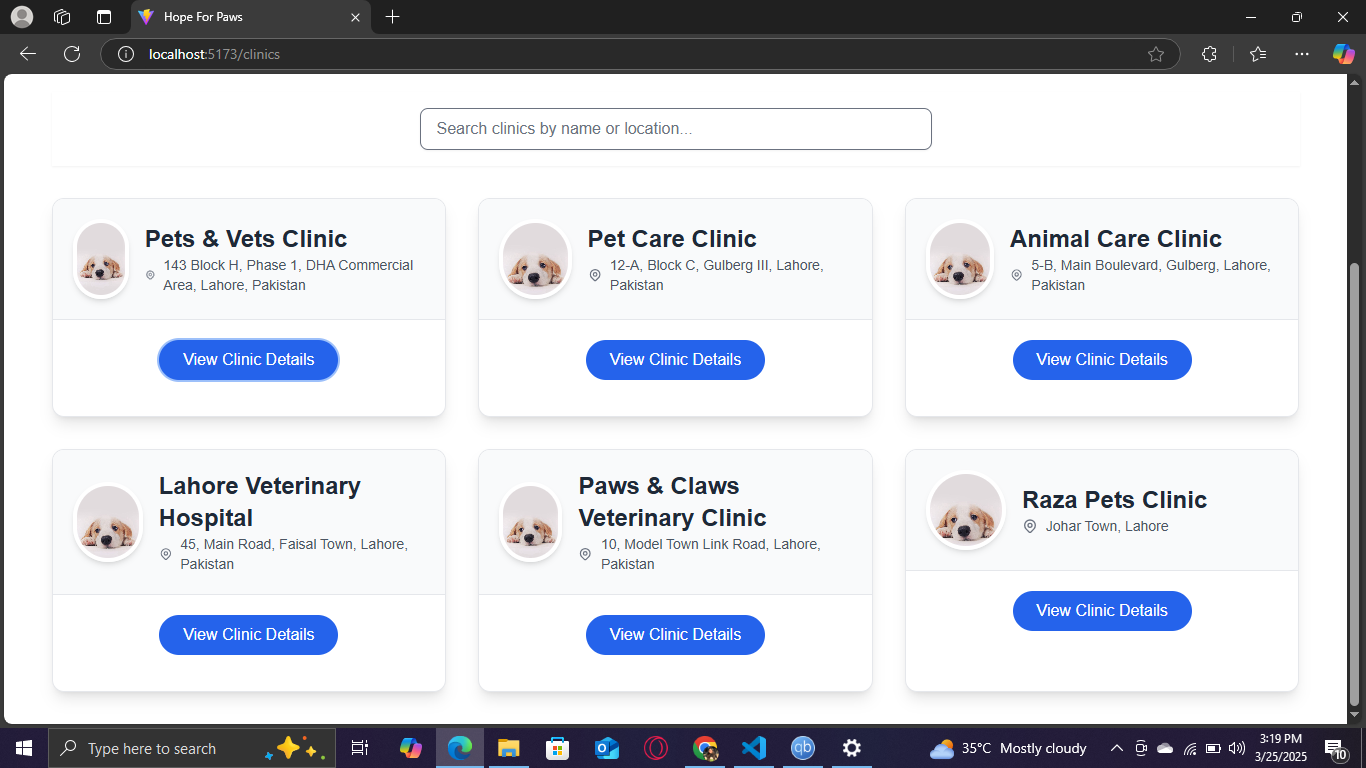 Hope For Paws
localhost:5173/clinics
Search clinics by name or location...
Pets & Vets Clinic
143 Block H, Phase 1, DHA Commercial
Area, Lahore, Pakistan
View Clinic Details
Pet Care Clinic
12-A, Block C, Gulberg III, Lahore,
Pakistan
View Clinic Details
Animal Care Clinic
5-B, Main Boulevard, Gulberg, Lahore,
Pakistan
View Clinic Details
Lahore Veterinary
Hospital
45, Main Road, Faisal Town, Lahore,
Pakistan
View Clinic Details
Paws & Claws
Veterinary Clinic
10, Model Town Link Road, Lahore,
Pakistan
View Clinic Details
Raza Pets Clinic
Johar Town, Lahore
View Clinic Details
Type here to search
qb
35°C Mostly cloudy
3:19 PM
3/25/2025
10